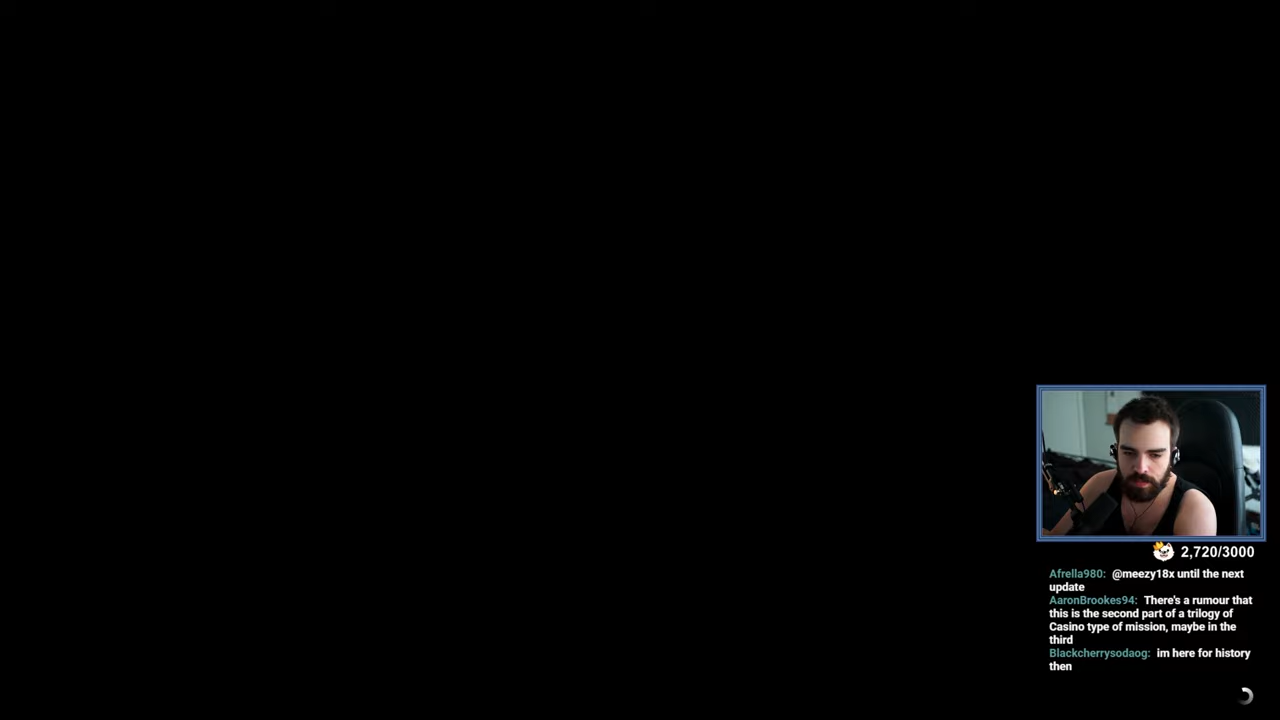 2,720/3000
Afrella980: @meezy18x until the next
update
AaronBrookes94: There's a rumour that
this is the second part of a trilogy of
Casino type of mission, maybe in the
third
Blackcherrysodaog: im here for history
then